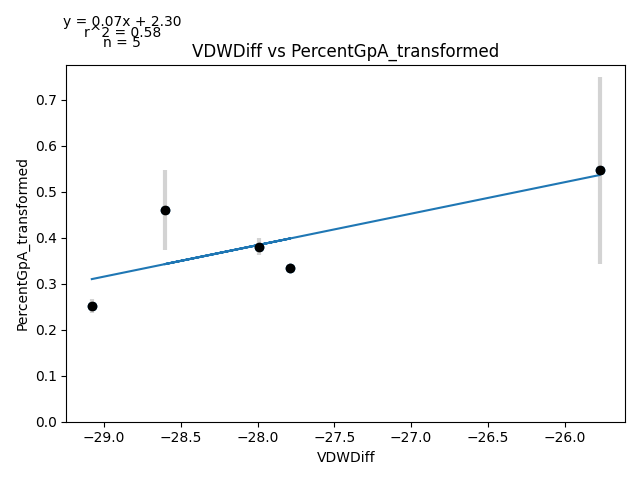 y = 0.07x + 2.30
r^2 = 0.58
n = 5
VDWDiff vs PercentGpA_transformed
PercentGpA_transformed
0.7
0.6
0.5
0.4
0.3
0.2
0.1
0.0
−29.0 −28.5 −28.0 −27.5 −27.0 −26.5 −26.0
VDWDiff